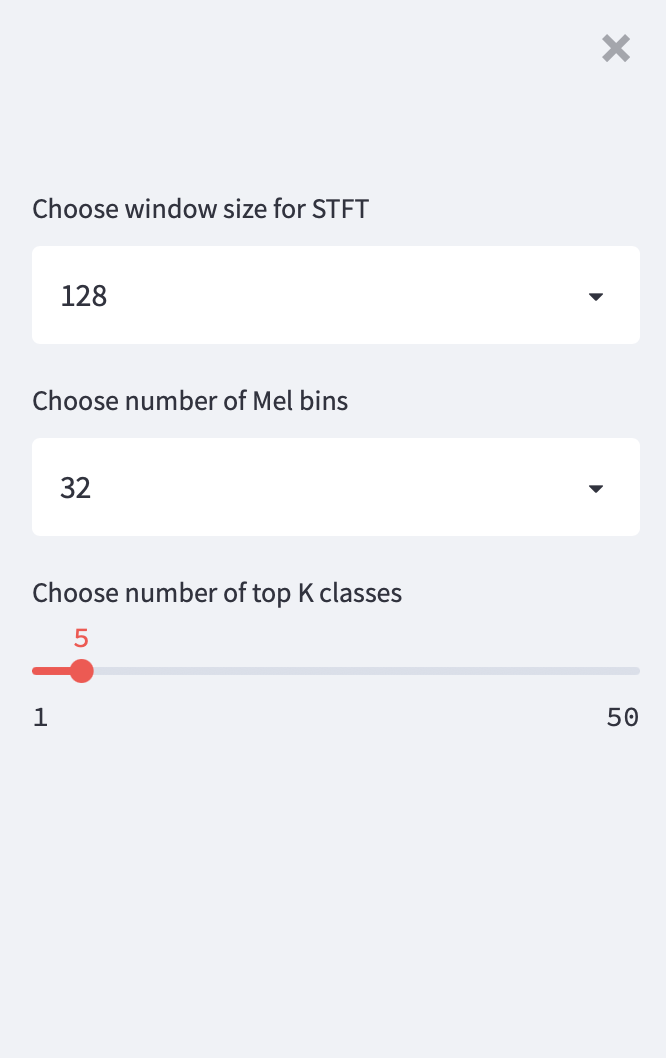 Choose window size for STFT
128
Choose number of Mel bins
32
Choose number of top K classes
5
1 50